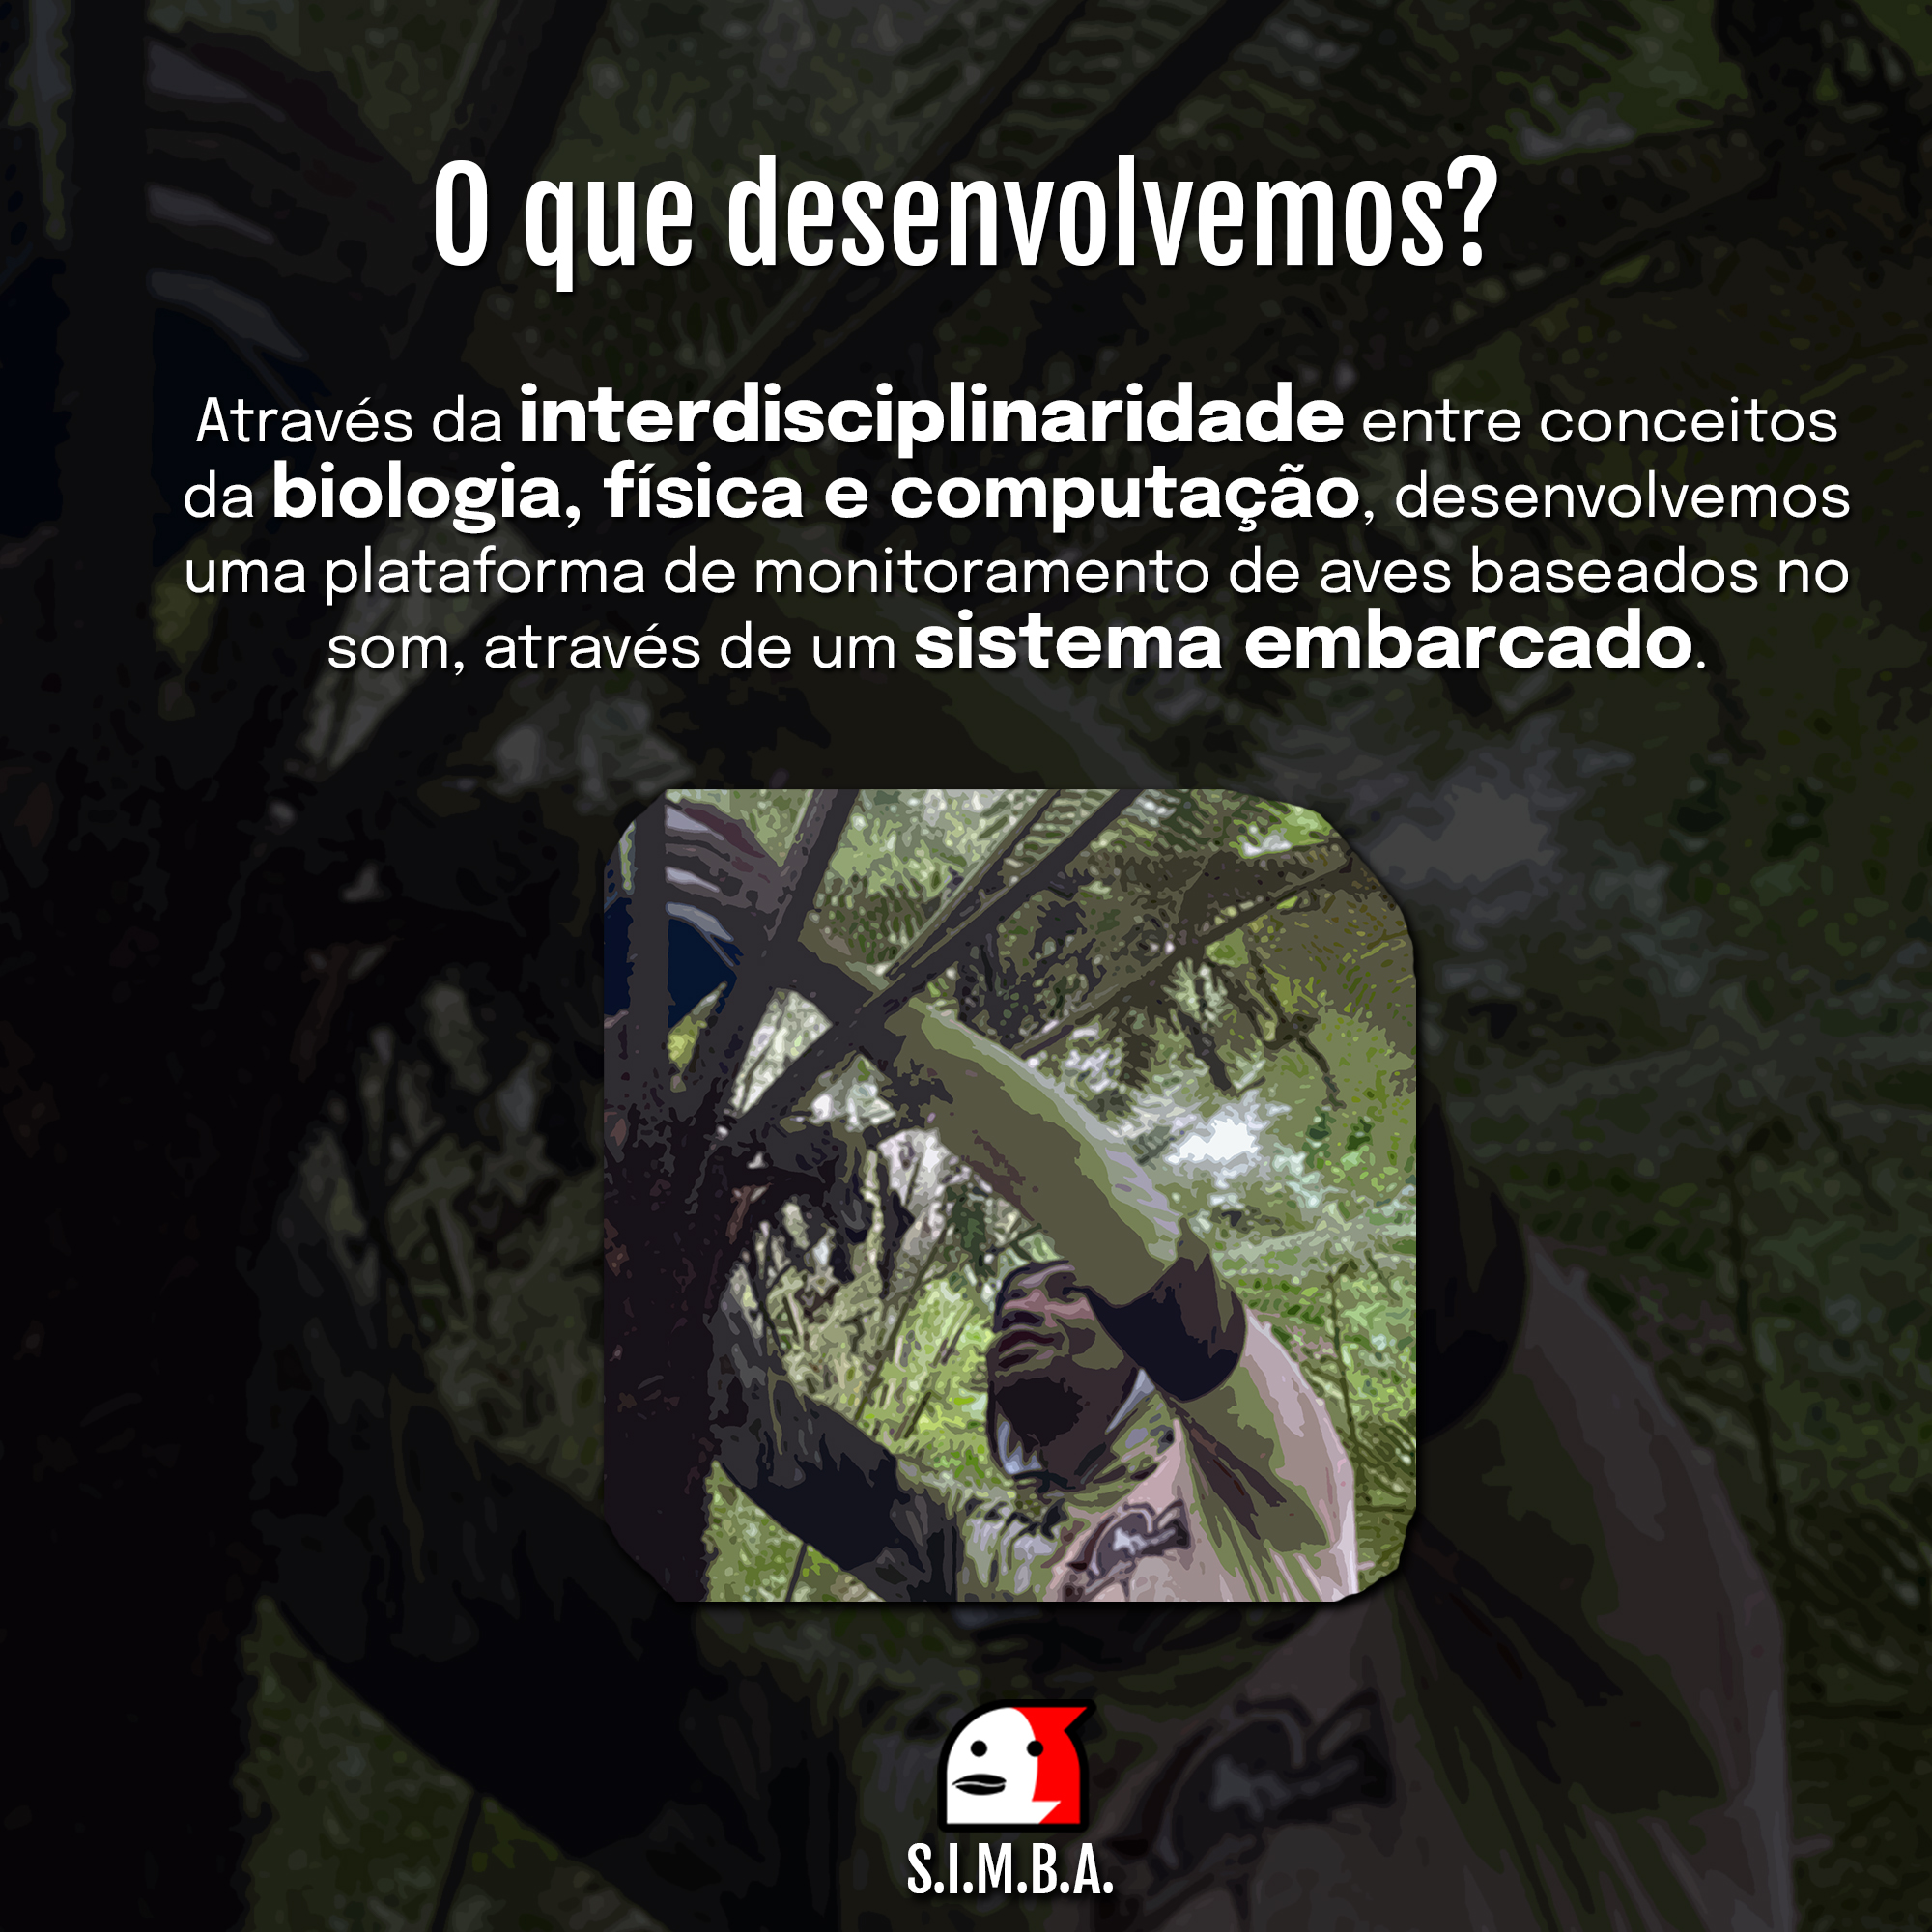 O que desenvolvemos?
Através da interdisciplinaridade entre conceitos
da biologia, física e computação, desenvolvemos
uma plataforma de monitoramento de aves baseados no
som, através de um sistema embarcado.
S.I.M.B.A.